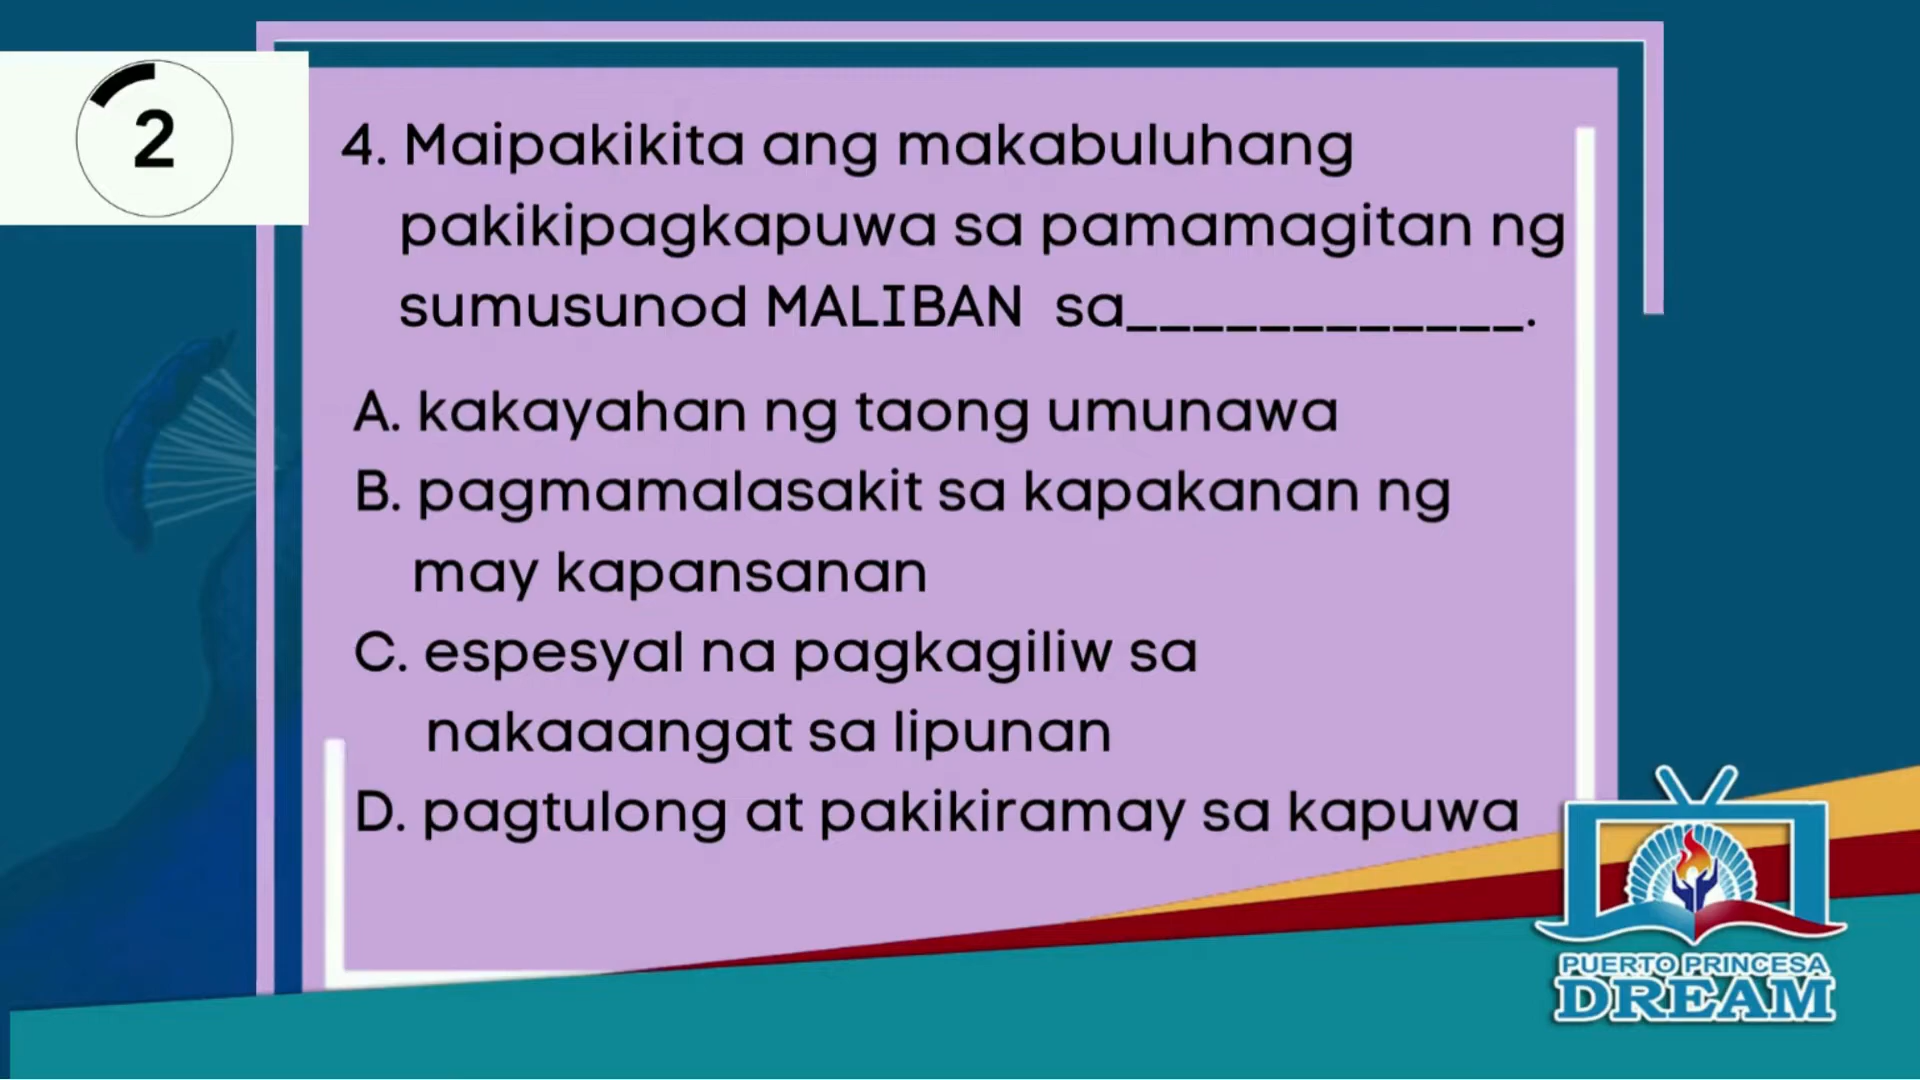 2
4. Maipakikita ang makabuluhang
pakikipagkapuwa sa pamamagitan ng
sumusunod MALIBAN sa____________.
A. kakayahan ng taong umunawa
B. pagmamalasakit sa kapakanan ng
may kapansanan
C. espesyal na pagkagiliw sa
nakaaangat sa lipunan
D. pagtulong at pakikiramay sa kapuwa
PUERTO PRINCESA
DREAM